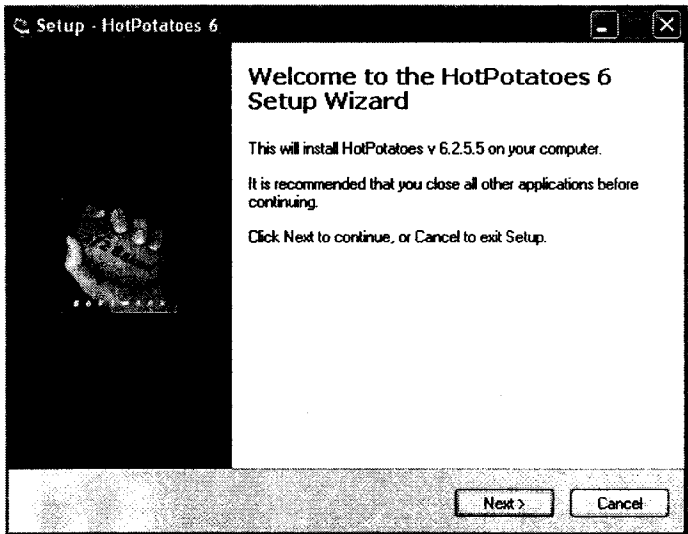 Setup - HotPotatoes 6
Welcome to the HotPotatoes 6
Setup Wizard
This will install HotPotatoes v 6.2.5.5 on your computer.
It is recommended that you close all other applications before
continuing.
Click Next to continue, or Cancel to exit Setup.
Next >
Cancel